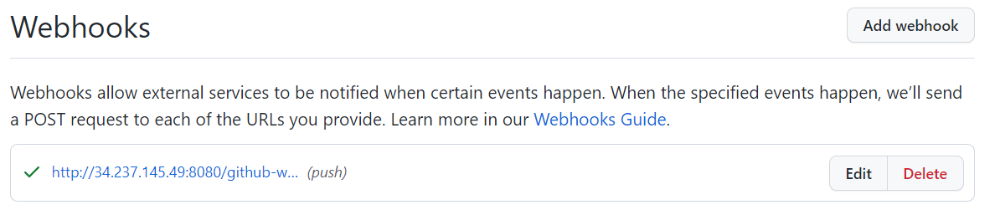 Webhooks
Add webhook
Webhooks allow external services to be notified when certain events happen. When the specified events happen, we’ll send
a POST request to each of the URLs you provide. Learn more in our Webhooks Guide.
http://34.237.145.49:8080/github-w... (push)
Edit
Delete